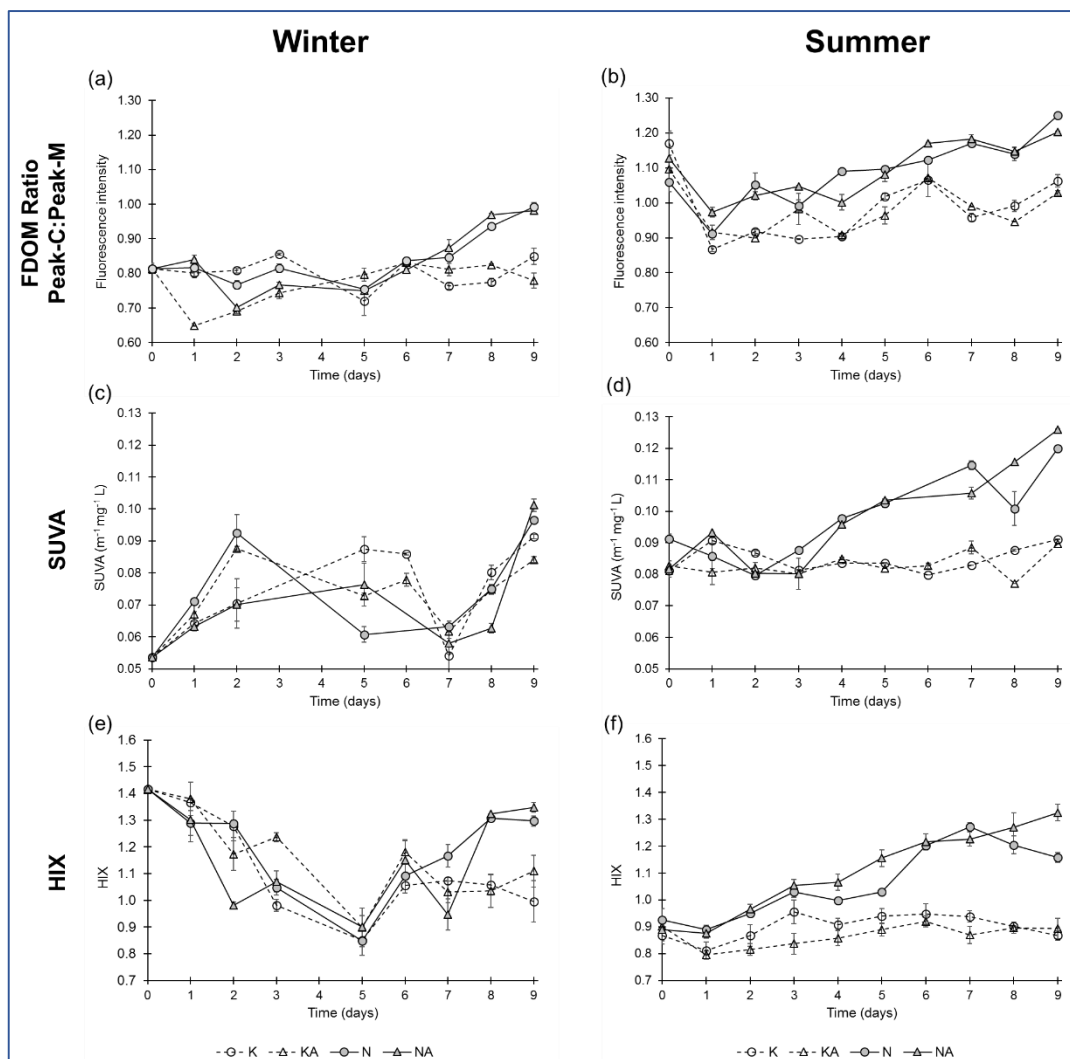 Winter
Summer
FDOM Ratio
Peak-C:Peak-M
(a)
Fluorescence intensity
1.30
1.20
1.10
1.00
0.90
0.80
0.70
0.60
0 1 2 3 4 5 6 7 8 9
Time (days)
(b)
Fluorescence intensity
1.30
1.20
1.10
1.00
0.90
0.80
0.70
0.60
0 1 2 3 4 5 6 7 8 9
Time (days)
SUVA
(c)
SUVA (m⁻¹ mg⁻¹ L)
0.13
0.12
0.11
0.10
0.09
0.08
0.07
0.06
0.05
0 1 2 3 4 5 6 7 8 9
Time (days)
(d)
SUVA (m⁻¹ mg⁻¹ L)
0.13
0.12
0.11
0.10
0.09
0.08
0.07
0.06
0.05
0 1 2 3 4 5 6 7 8 9
Time (days)
HIX
(e)
HIX
1.6
1.5
1.4
1.3
1.2
1.1
1.0
0.9
0.8
0.7
0 1 2 3 4 5 6 7 8 9
Time (days)
(f)
HIX
1.6
1.5
1.4
1.3
1.2
1.1
1.0
0.9
0.8
0.7
0 1 2 3 4 5 6 7 8 9
Time (days)
K KA N NA
K KA N NA